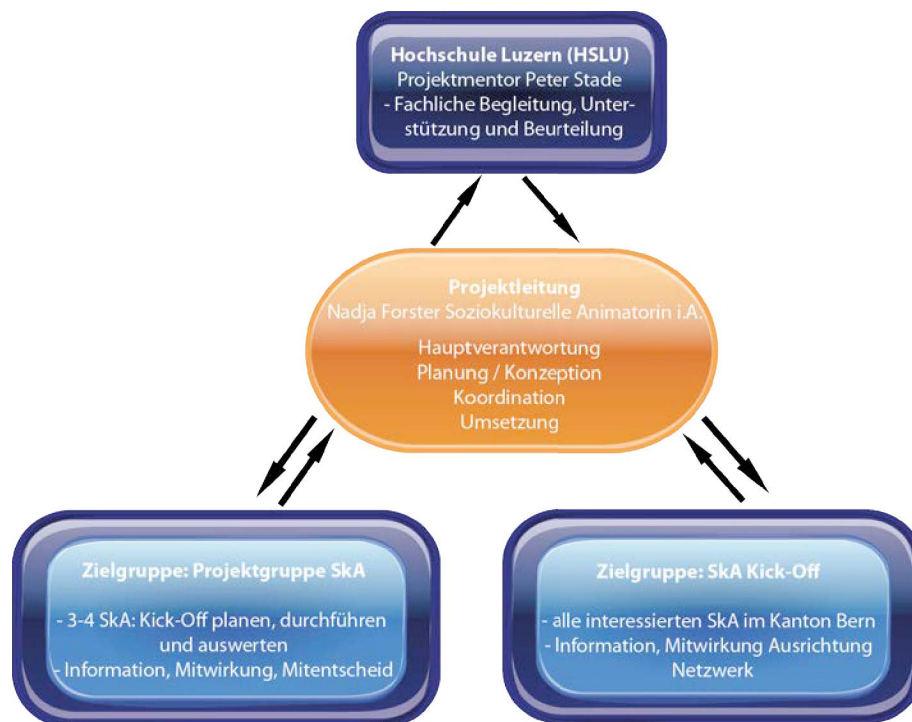 Hochschule Luzern (HSLU)
Projektmentor Peter Stade
- Fachliche Begleitung, Unter-
stützung und Beurteilung
Projektleitung
Nadja Forster Soziokulturelle Animatorin i.A.
Hauptverantwortung
Planung / Konzeption
Koordination
Umsetzung
Zielgruppe: Projektgruppe SkA
- 3-4 SkA: Kick-Off planen, durchführen
und auswerten
- Information, Mitwirkung, Mitentscheid
Zielgruppe: SkA Kick-Off
- alle interessierten SkA im Kanton Bern
- Information, Mitwirkung Ausrichtung
Netzwerk